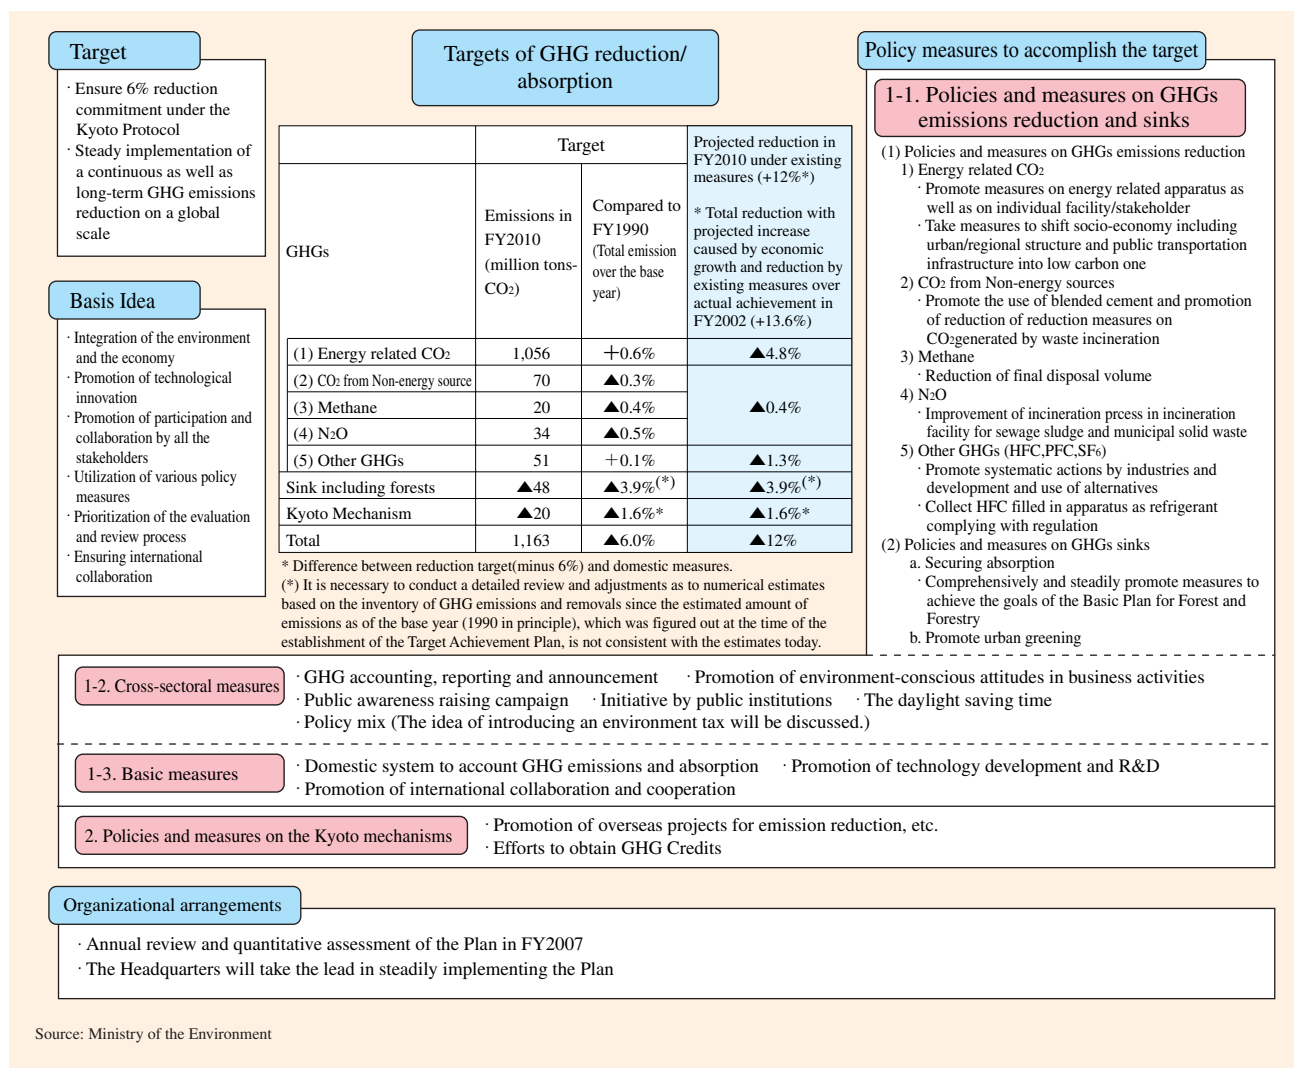 Target
· Ensure 6% reduction
commitment under the
Kyoto Protocol
· Steady implementation of
a continuous as well as
long-term GHG emissions
reduction on a global
scale
Basis Idea
· Integration of the environment
and the economy
· Promotion of technological
innovation
· Promotion of participation and
collaboration by all the
stakeholders
· Utilization of various policy
measures
· Prioritization of the evaluation
and review process
· Ensuring international
collaboration
Targets of GHG reduction/
absorption
GHGs
Target
Emissions in
FY2010
(million tons-
CO2)
Compared to
FY1990
(Total emission
over the base
year)
Projected reduction in
FY2010 under existing
measures (+12%*)
* Total reduction with
projected increase
caused by economic
growth and reduction by
existing measures over
actual achievement in
FY2002 (+13.6%)
(1) Energy related CO2 1,056 +0.6% ▲4.8%
(2) CO2 from Non-energy source 70 ▲0.3%
(3) Methane 20 ▲0.4% ▲0.4%
(4) N2O 34 ▲0.5%
(5) Other GHGs 51 +0.1% ▲1.3%
Sink including forests ▲48 ▲3.9%(*) ▲3.9%(*)
Kyoto Mechanism ▲20 ▲1.6%* ▲1.6%*
Total 1,163 ▲6.0% ▲12%
* Difference between reduction target(minus 6%) and domestic measures.
(*) It is necessary to conduct a detailed review and adjustments as to numerical estimates
based on the inventory of GHG emissions and removals since the estimated amount of
emissions as of the base year (1990 in principle), which was figured out at the time of the
establishment of the Target Achievement Plan, is not consistent with the estimates today.
Policy measures to accomplish the target
1-1. Policies and measures on GHGs
emissions reduction and sinks
(1) Policies and measures on GHGs emissions reduction
1) Energy related CO2
· Promote measures on energy related apparatus as
well as on individual facility/stakeholder
· Take measures to shift socio-economy including
urban/regional structure and public transportation
infrastructure into low carbon one
2) CO2 from Non-energy sources
· Promote the use of blended cement and promotion
of reduction of reduction measures on
CO2generated by waste incineration
3) Methane
· Reduction of final disposal volume
4) N2O
· Improvement of incineration prcess in incineration
facility for sewage sludge and municipal solid waste
5) Other GHGs (HFC,PFC,SF6)
· Promote systematic actions by industries and
development and use of alternatives
· Collect HFC filled in apparatus as refrigerant
complying with regulation
(2) Policies and measures on GHGs sinks
a. Securing absorption
· Comprehensively and steadily promote measures to
achieve the goals of the Basic Plan for Forest and
Forestry
b. Promote urban greening
1-2. Cross-sectoral measures
· GHG accounting, reporting and announcement · Promotion of environment-conscious attitudes in business activities
· Public awareness raising campaign · Initiative by public institutions · The daylight saving time
· Policy mix (The idea of introducing an environment tax will be discussed.)
1-3. Basic measures
· Domestic system to account GHG emissions and absorption · Promotion of technology development and R&D
· Promotion of international collaboration and cooperation
2. Policies and measures on the Kyoto mechanisms
· Promotion of overseas projects for emission reduction, etc.
· Efforts to obtain GHG Credits
Organizational arrangements
· Annual review and quantitative assessment of the Plan in FY2007
· The Headquarters will take the lead in steadily implementing the Plan
Source: Ministry of the Environment